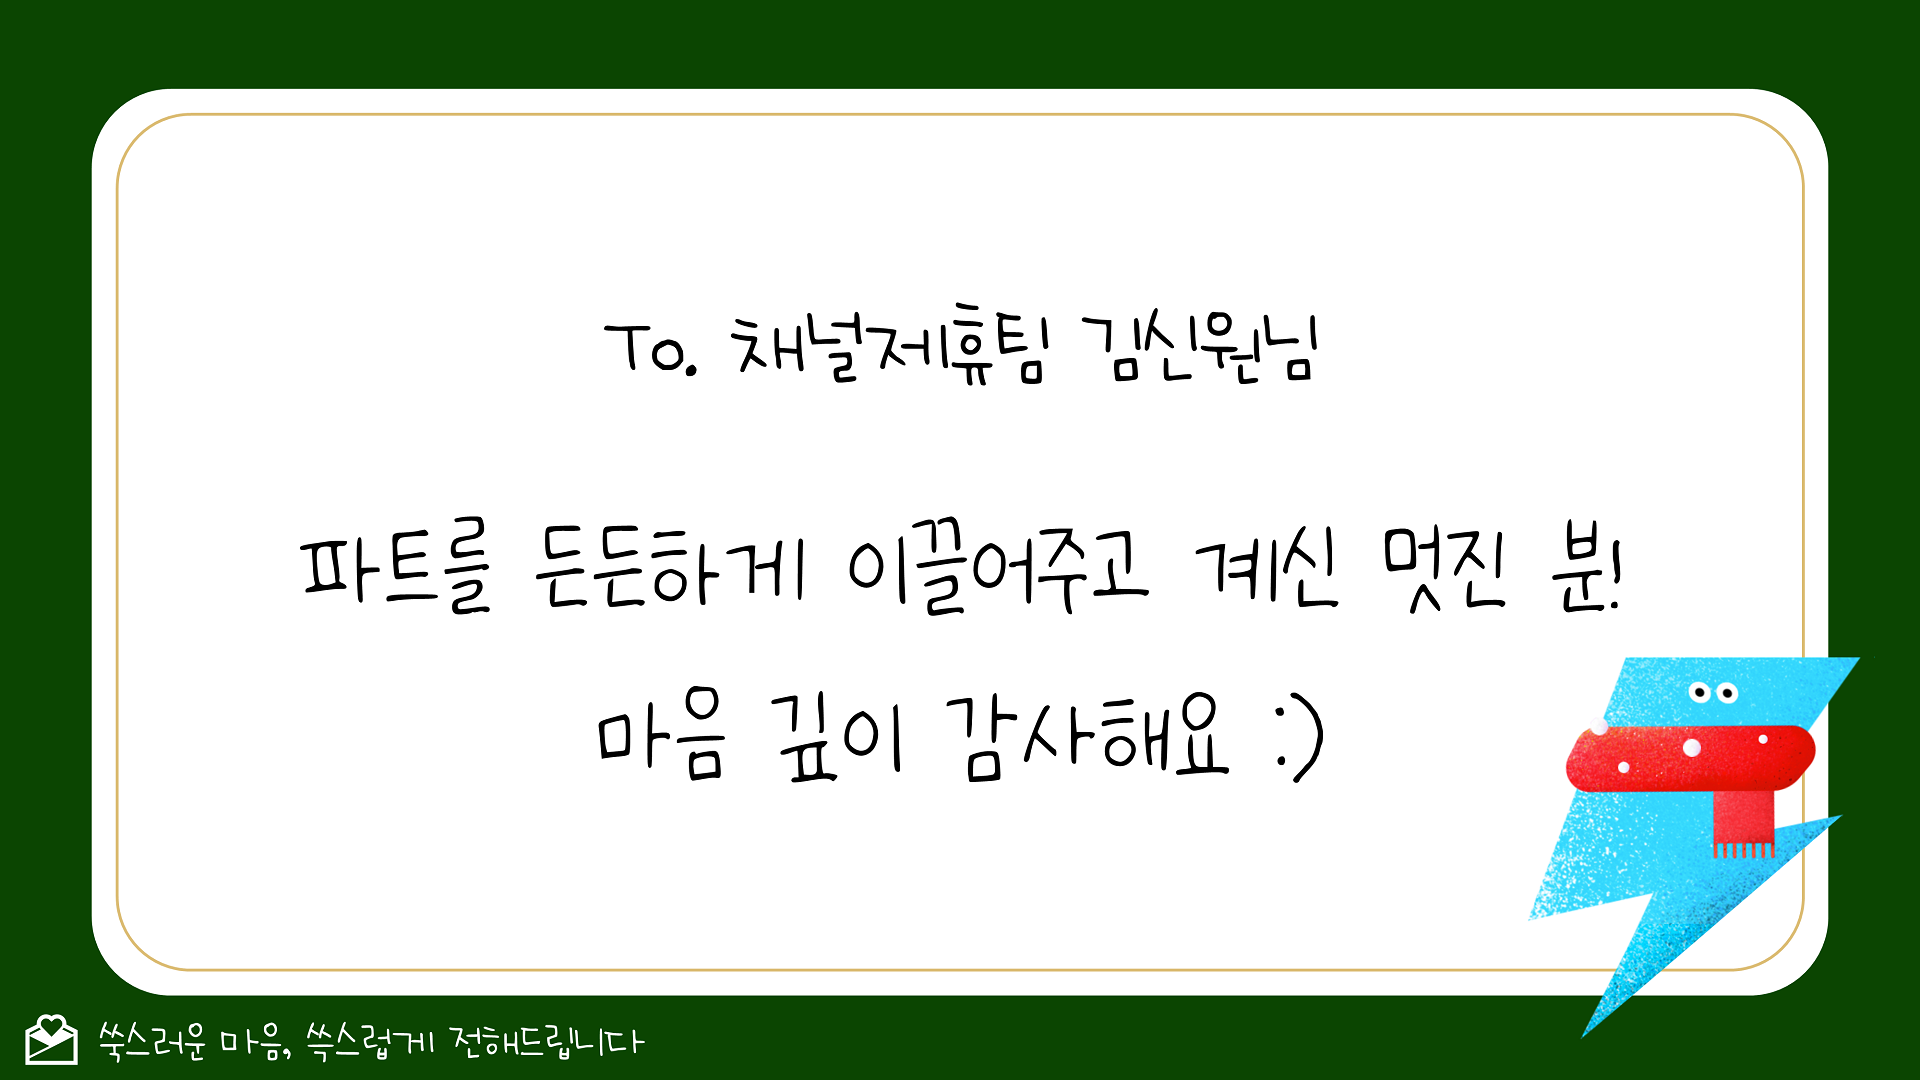 To. 채널제휴팀 김신원님
파트를 든든하게 이끌어주고 계신 멋진 분!
마음 깊이 감사해요 :)
쑥스러운 마음, 쓱스럽게 전해드립니다